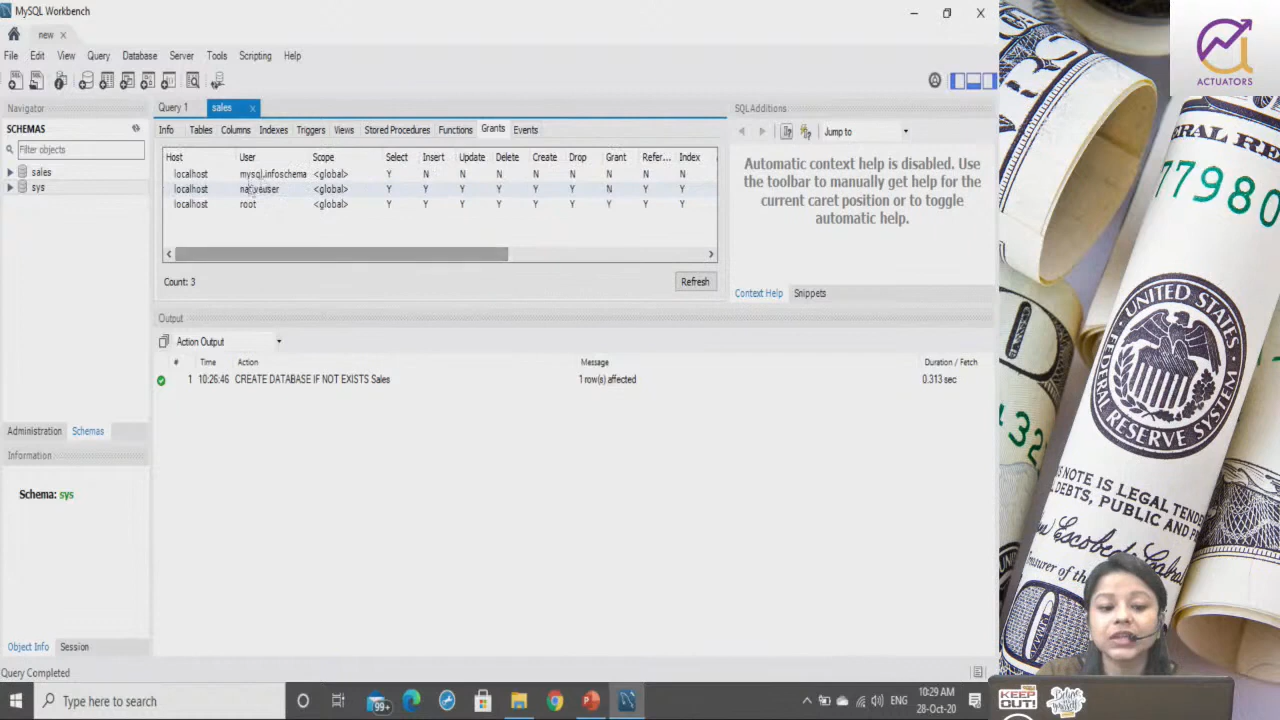 MySQL Workbench
new
File Edit View Query Database Server Tools Scripting Help
Navigator
SCHEMAS
Filter objects
sales
sys
Administration Schemas
Information
Schema: sys
Object Info Session
Query Completed
Query 1 sales
Info Tables Columns Indexes Triggers Views Stored Procedures Functions Grants Events
Host User Scope Select Insert Update Delete Create Drop Grant Refer... Index
localhost mysql.infoschema <global> Y N N N N N N N N
localhost <global> Y Y Y Y Y Y N Y Y
localhost root <global> Y Y Y Y Y Y Y Y Y
Count: 3
Refresh
SQLAdditions
Jump to
Automatic context help is disabled. Use
the toolbar to manually get help for the
current caret position or to toggle
automatic help.
Context Help Snippets
Output
Action Output
# Time Action Message Duration / Fetch
1 10:26:46 CREATE DATABASE IF NOT EXISTS Sales 1 row(s) affected 0.313 sec
Type here to search
99+
ENG
10:29 AM
28-Oct-20
ACTUATORS
77980
UNITED STATES
FEDERAL RESERVE SYSTEM
NOTE IS LEGAL TENDE
DEBTS, PUBLIC AND
KEEP
OUT!